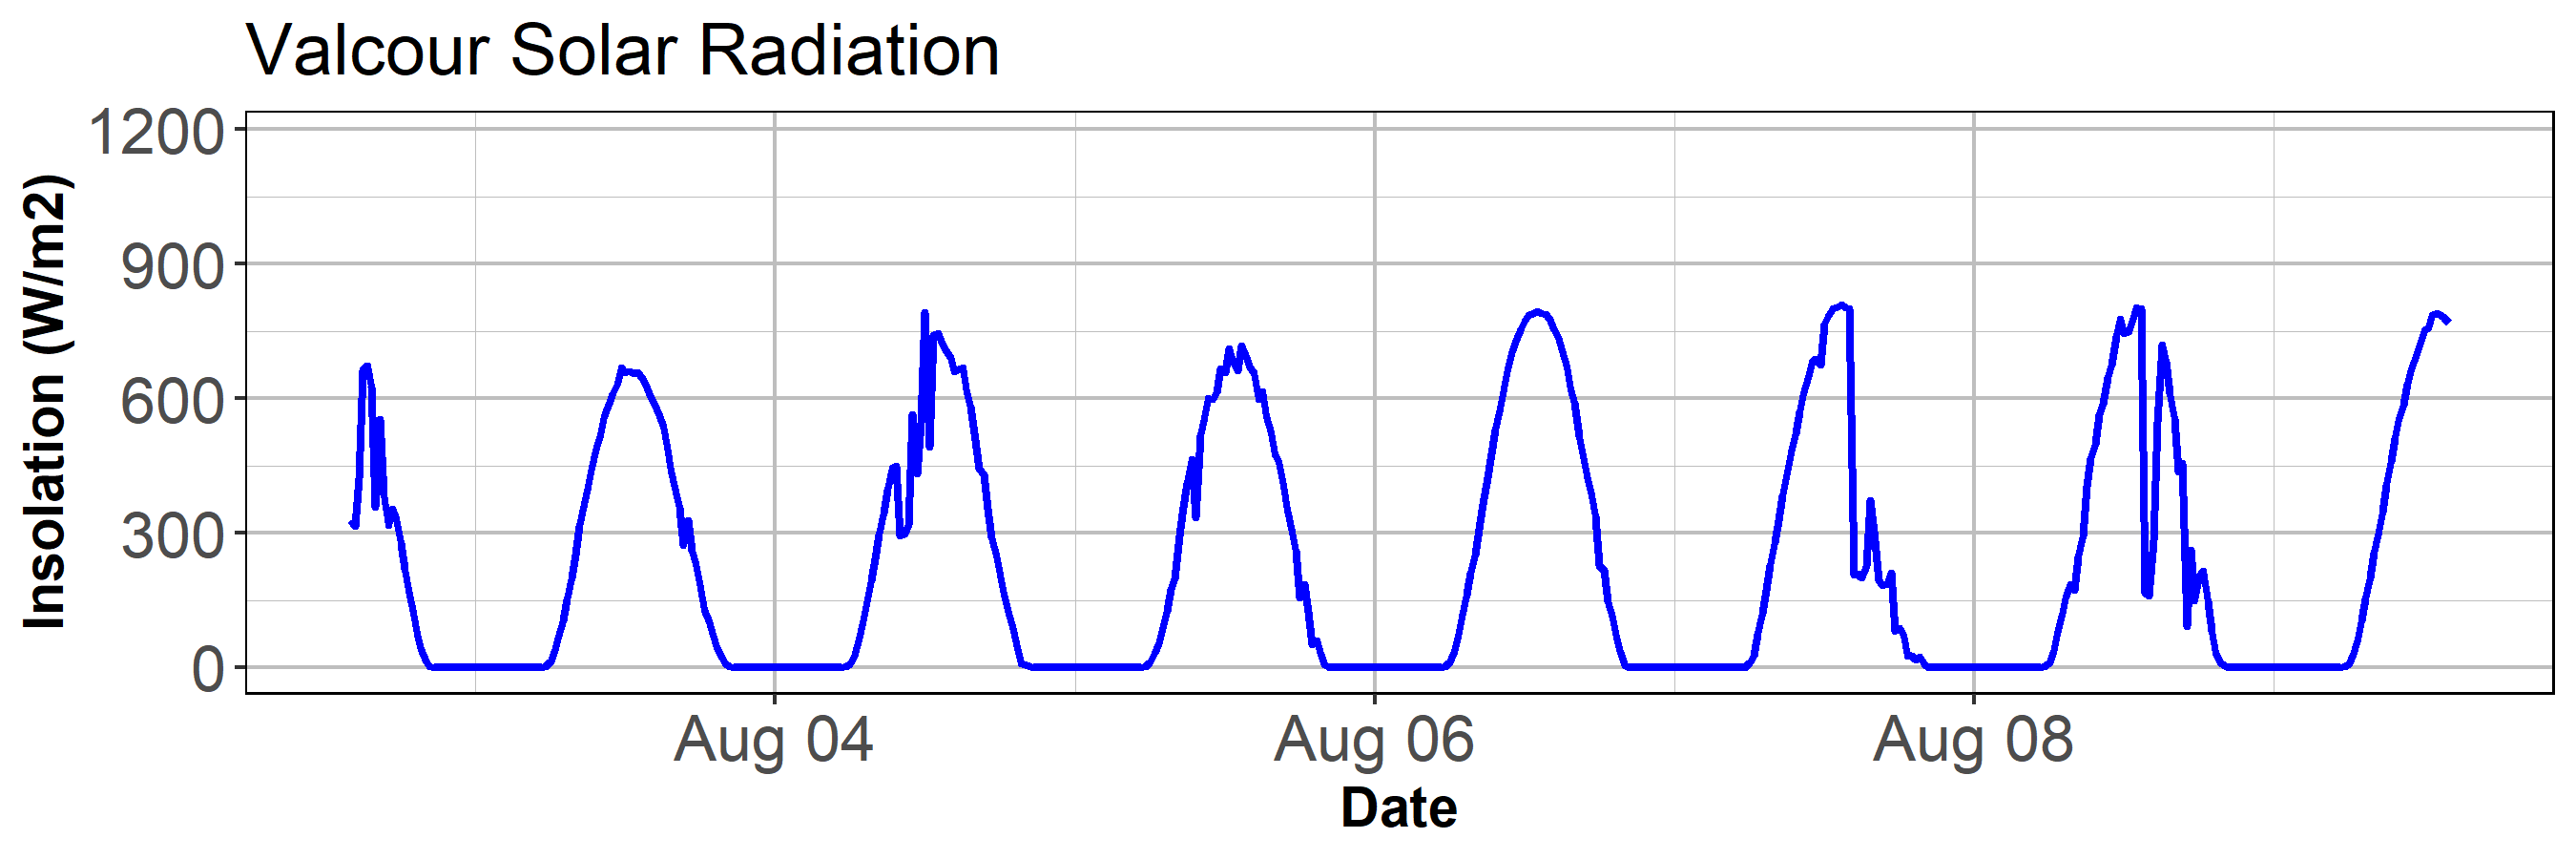 Valcour Solar Radiation
1200
900
600
300
0
Insolation (W/m2)
Aug 04 Aug 06 Aug 08
Date